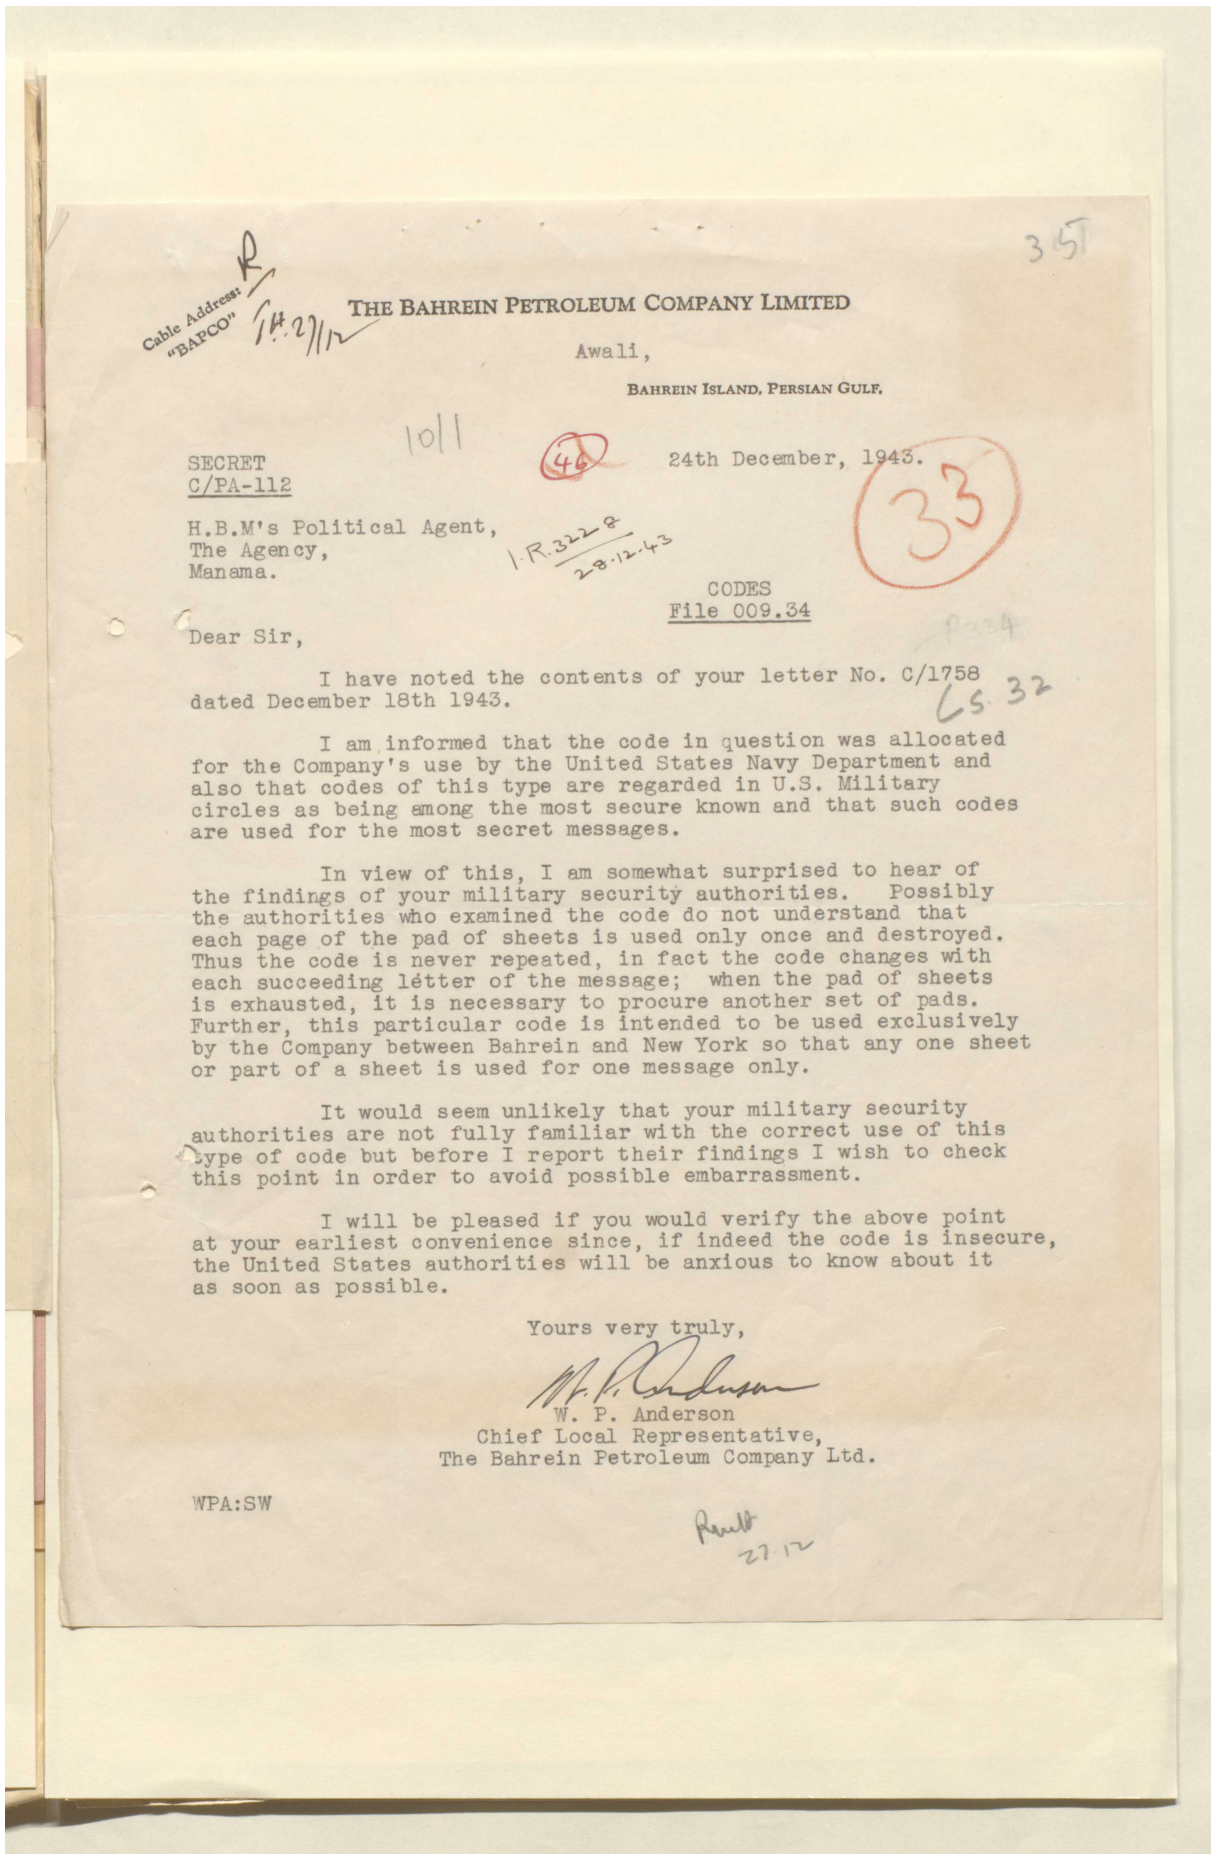 35
R
Cable Address:
"BAPCO"
27/12
THE BAHREIN PETROLEUM COMPANY LIMITED
Awali,
BAHREIN ISLAND, PERSIAN GULF.
10/1
46
24th December, 1943.
SECRET
C/PA-112
33
H.B.M's Political Agent,
The Agency,
Manama.
I.R. 3228
28.12.43
CODES
File 009.34
Dear Sir,
I have noted the contents of your letter No. C/1758
dated December 18th 1943.
S. 32
I am informed that the code in question was allocated
for the Company's use by the United States Navy Department and
also that codes of this type are regarded in U.S. Military
circles as being among the most secure known and that such codes
are used for the most secret messages.
In view of this, I am somewhat surprised to hear of
the findings of your military security authorities. Possibly
the authorities who examined the code do not understand that
each page of the pad of sheets is used only once and destroyed.
Thus the code is never repeated, in fact the code changes with
each succeeding letter of the message; when the pad of sheets
is exhausted, it is necessary to procure another set of pads.
Further, this particular code is intended to be used exclusively
by the Company between Bahrein and New York so that any one sheet
or part of a sheet is used for one message only.
It would seem unlikely that your military security
authorities are not fully familiar with the correct use of this
type of code but before I report their findings I wish to check
this point in order to avoid possible embarrassment.
I will be pleased if you would verify the above point
at your earliest convenience since, if indeed the code is insecure,
the United States authorities will be anxious to know about it
as soon as possible.
Yours very truly,
W. P. Anderson
W. P. Anderson
Chief Local Representative,
The Bahrein Petroleum Company Ltd.
WPA:SW
27.12